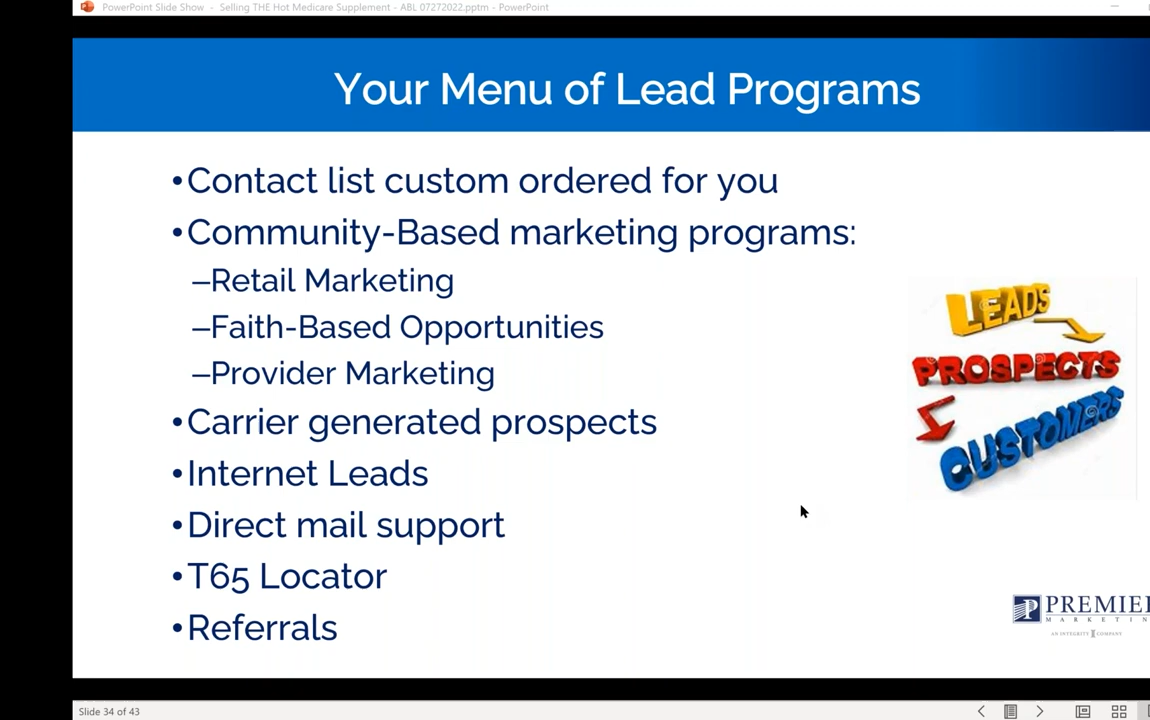 PowerPoint Slide Show - Selling THE Hot Medicare Supplement - ABL 07272022.pptm - PowerPoint
Your Menu of Lead Programs
•Contact list custom ordered for you
•Community-Based marketing programs:
–Retail Marketing
–Faith-Based Opportunities
–Provider Marketing
•Carrier generated prospects
•Internet Leads
•Direct mail support
•T65 Locator
•Referrals
LEADS
PROSPECTS
CUSTOMERS
P
PREMIE
MARKETIN
AN INTEGRITY COMPANY
Slide 34 of 43